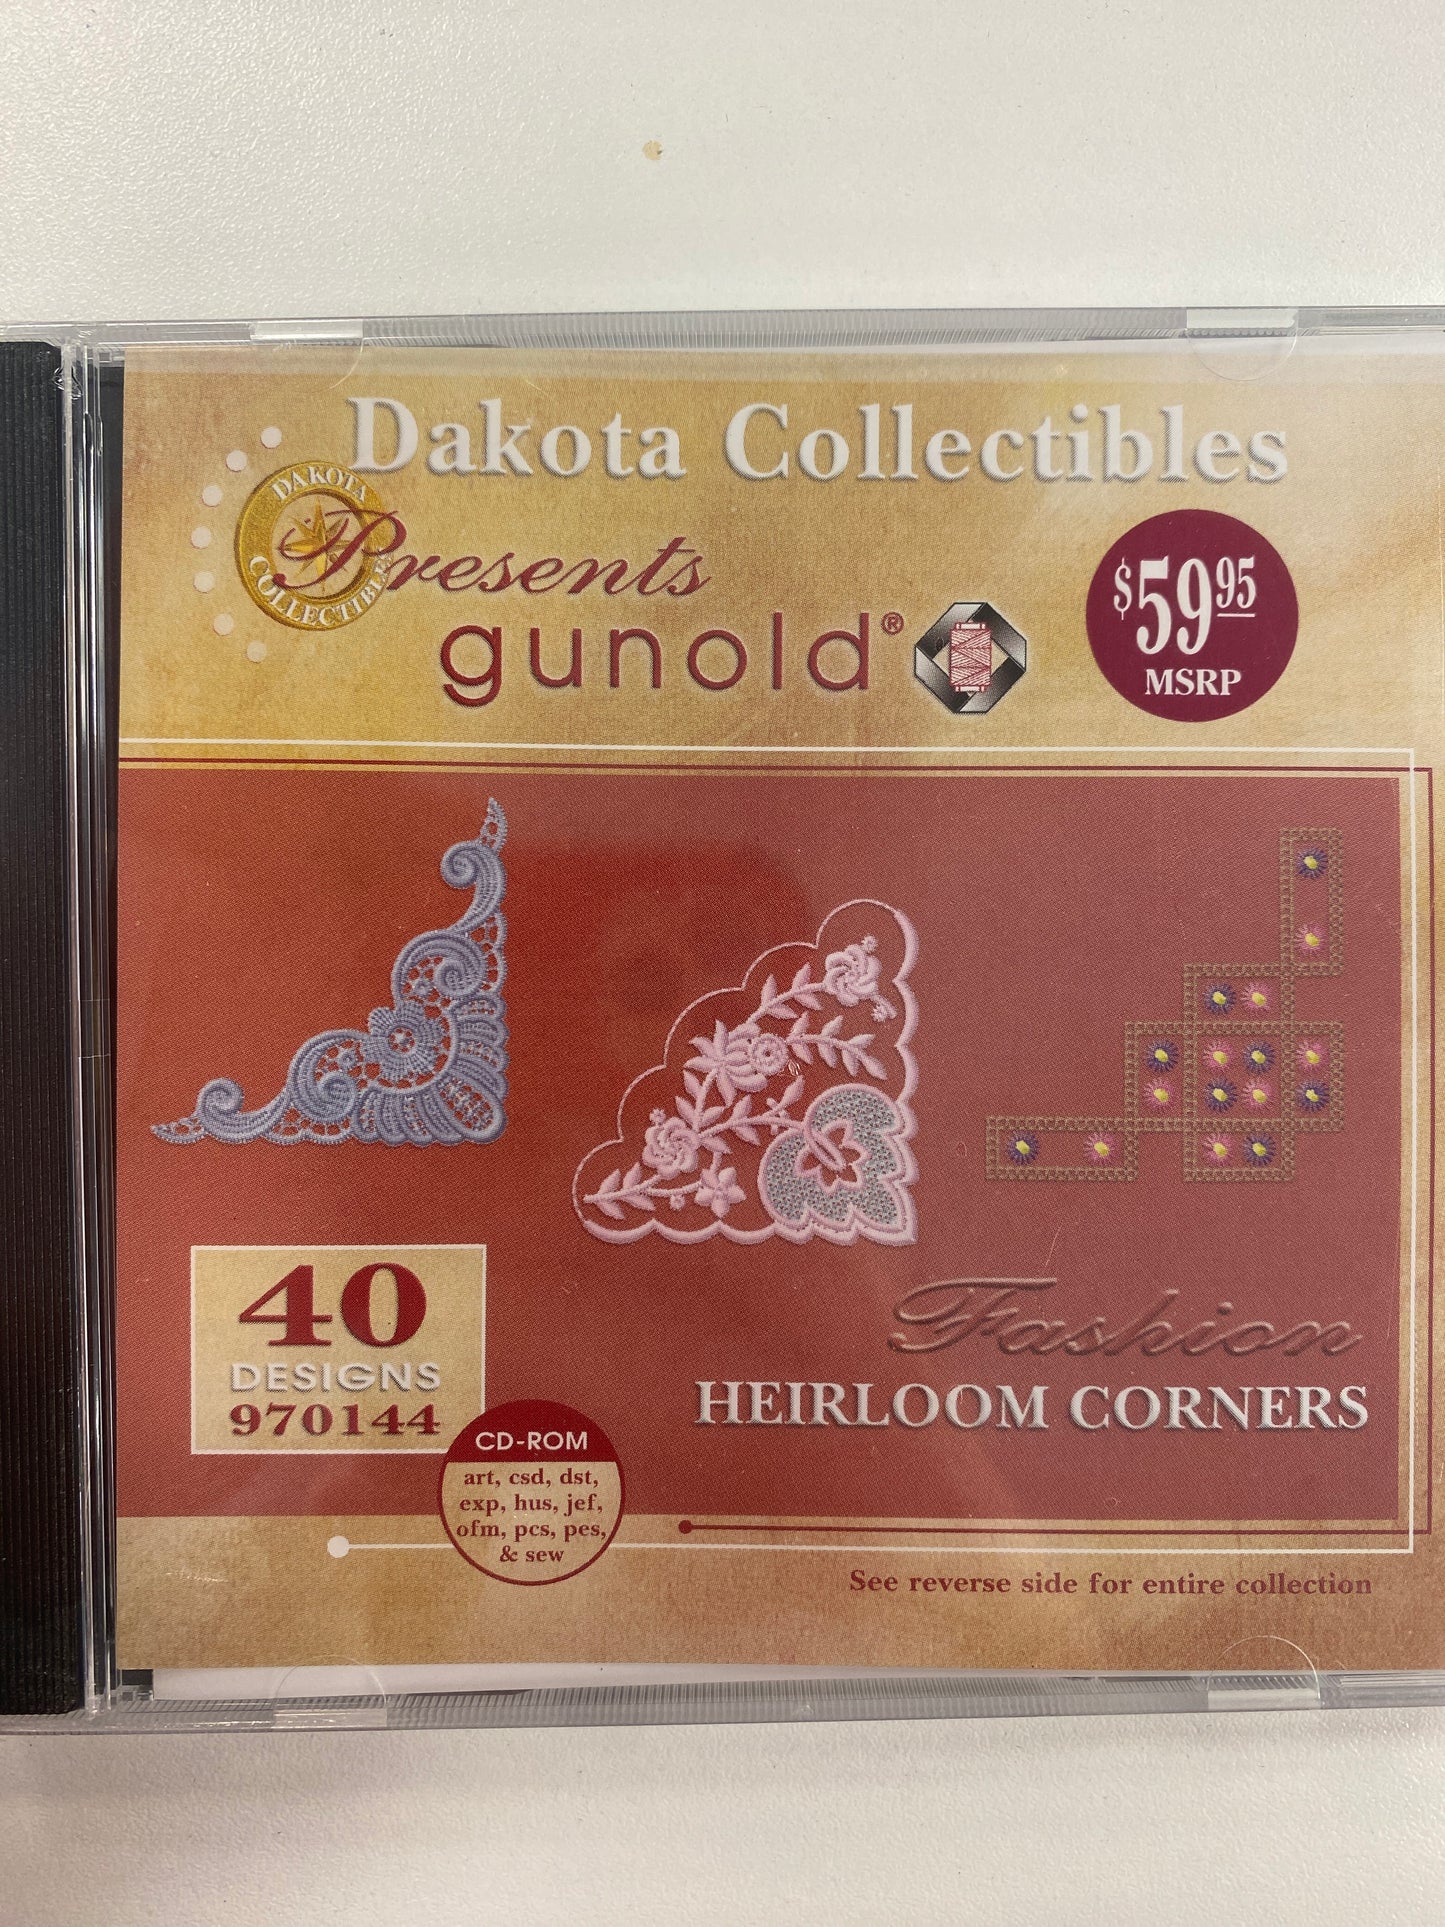 Dakota Collectibles
DAKOTA
COLLECTIBLES
Presents
gunold®
$59.95
MSRP
40
DESIGNS
970144
Fashion
HEIRLOOM CORNERS
CD-ROM
art, csd, dst,
exp, hus, jef,
ofm, pcs, pes,
& sew
See reverse side for entire collection